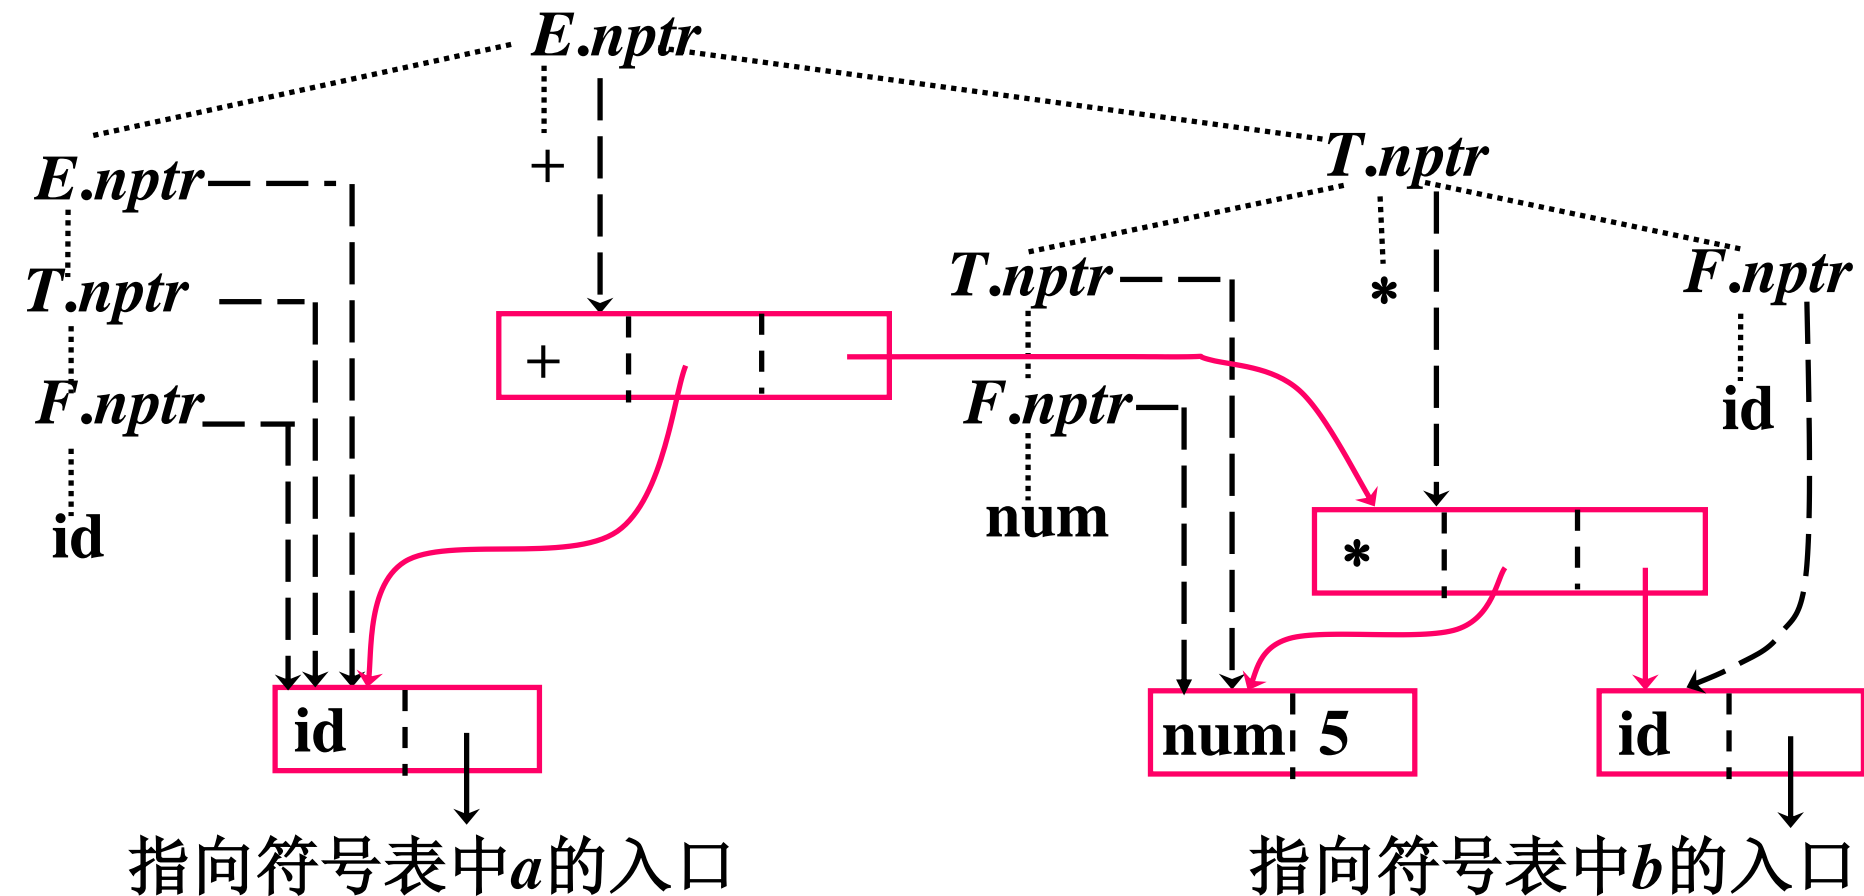 E.nptr
+
E.nptr
T.nptr
T.nptr
T.nptr
*
F.nptr
+
F.nptr
F.nptr
id
id
num
*
id
num 5
id
指向符号表中a的入口
指向符号表中b的入口